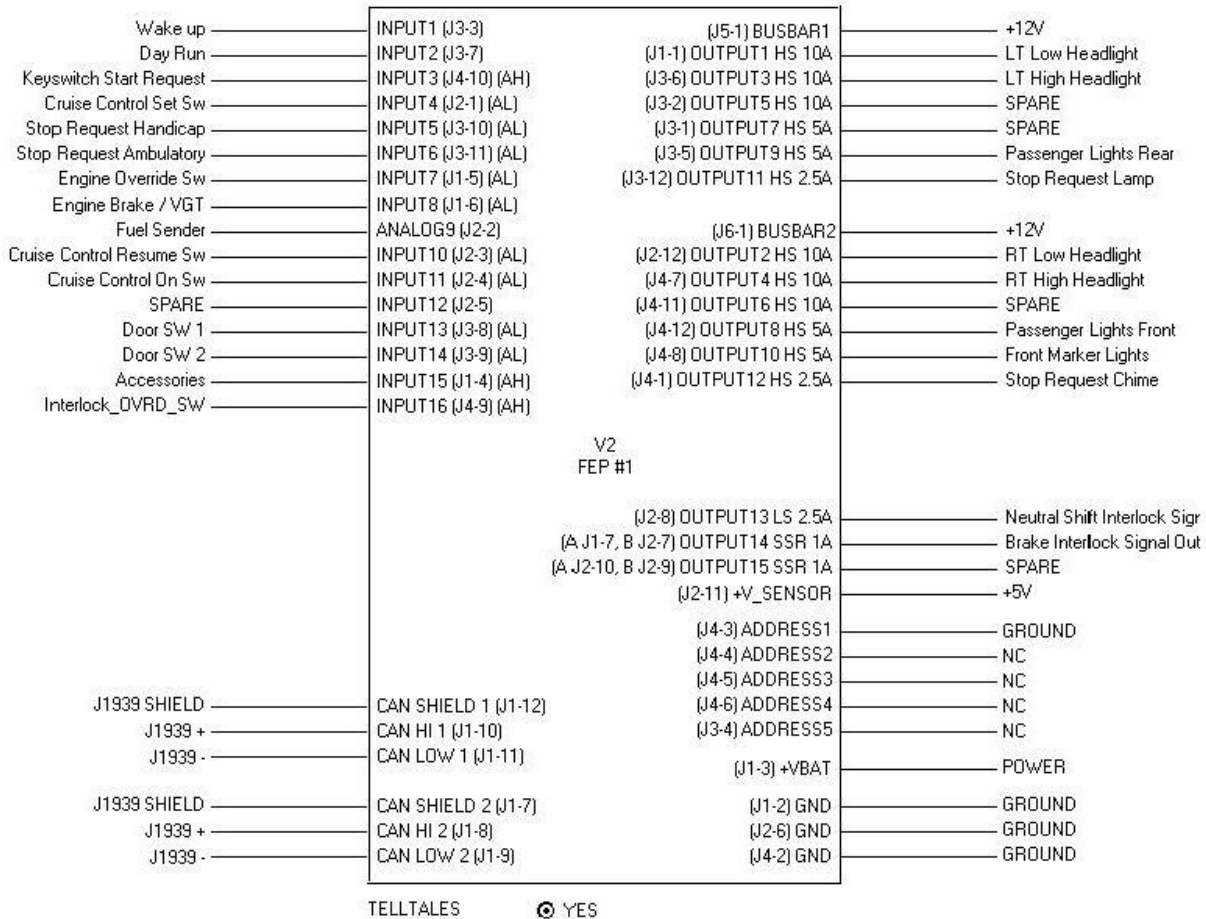 Wake up INPUT1 (J3-3) (J5-1) BUSBAR1 +12V
Day Run INPUT2 (J3-7) (J1-1) OUTPUT1 HS 10A LT Low Headlight
Keyswitch Start Request INPUT3 (J4-10) (AH) (J3-6) OUTPUT3 HS 10A LT High Headlight
Cruise Control Set Sw INPUT4 (J2-1) (AL) (J3-2) OUTPUT5 HS 10A SPARE
Stop Request Handicap INPUT5 (J3-10) (AL) (J3-1) OUTPUT7 HS 5A SPARE
Stop Request Ambulatory INPUT6 (J3-11) (AL) (J3-5) OUTPUT9 HS 5A Passenger Lights Rear
Engine Override Sw INPUT7 (J1-5) (AL) (J3-12) OUTPUT11 HS 2.5A Stop Request Lamp
Engine Brake / VGT INPUT8 (J1-6) (AL)
Fuel Sender ANALOG9 (J2-2) (J6-1) BUSBAR2 +12V
Cruise Control Resume Sw INPUT10 (J2-3) (AL) (J2-12) OUTPUT2 HS 10A RT Low Headlight
Cruise Control On Sw INPUT11 (J2-4) (AL) (J4-7) OUTPUT4 HS 10A RT High Headlight
SPARE INPUT12 (J2-5) (J4-11) OUTPUT6 HS 10A SPARE
Door SW 1 INPUT13 (J3-8) (AL) (J4-12) OUTPUT8 HS 5A Passenger Lights Front
Door SW 2 INPUT14 (J3-9) (AL) (J4-8) OUTPUT10 HS 5A Front Marker Lights
Accessories INPUT15 (J1-4) (AH) (J4-1) OUTPUT12 HS 2.5A Stop Request Chime
Interlock_OVRD_SW INPUT16 (J4-9) (AH)
V2
FEP #1
(J2-8) OUTPUT13 LS 2.5A Neutral Shift Interlock Sigr
(A J1-7, B J2-7) OUTPUT14 SSR 1A Brake Interlock Signal Out
(A J2-10, B J2-9) OUTPUT15 SSR 1A SPARE
(J2-11) +V_SENSOR +5V
(J4-3) ADDRESS1 GROUND
(J4-4) ADDRESS2 NC
(J4-5) ADDRESS3 NC
J1939 SHIELD CAN SHIELD 1 (J1-12) (J4-6) ADDRESS4 NC
J1939 + CAN HI 1 (J1-10) (J3-4) ADDRESS5 NC
J1939 - CAN LOW 1 (J1-11) (J1-3) +VBAT POWER
J1939 SHIELD CAN SHIELD 2 (J1-7) (J1-2) GND GROUND
J1939 + CAN HI 2 (J1-8) (J2-6) GND GROUND
J1939 - CAN LOW 2 (J1-9) (J4-2) GND GROUND
TELLTALES YES